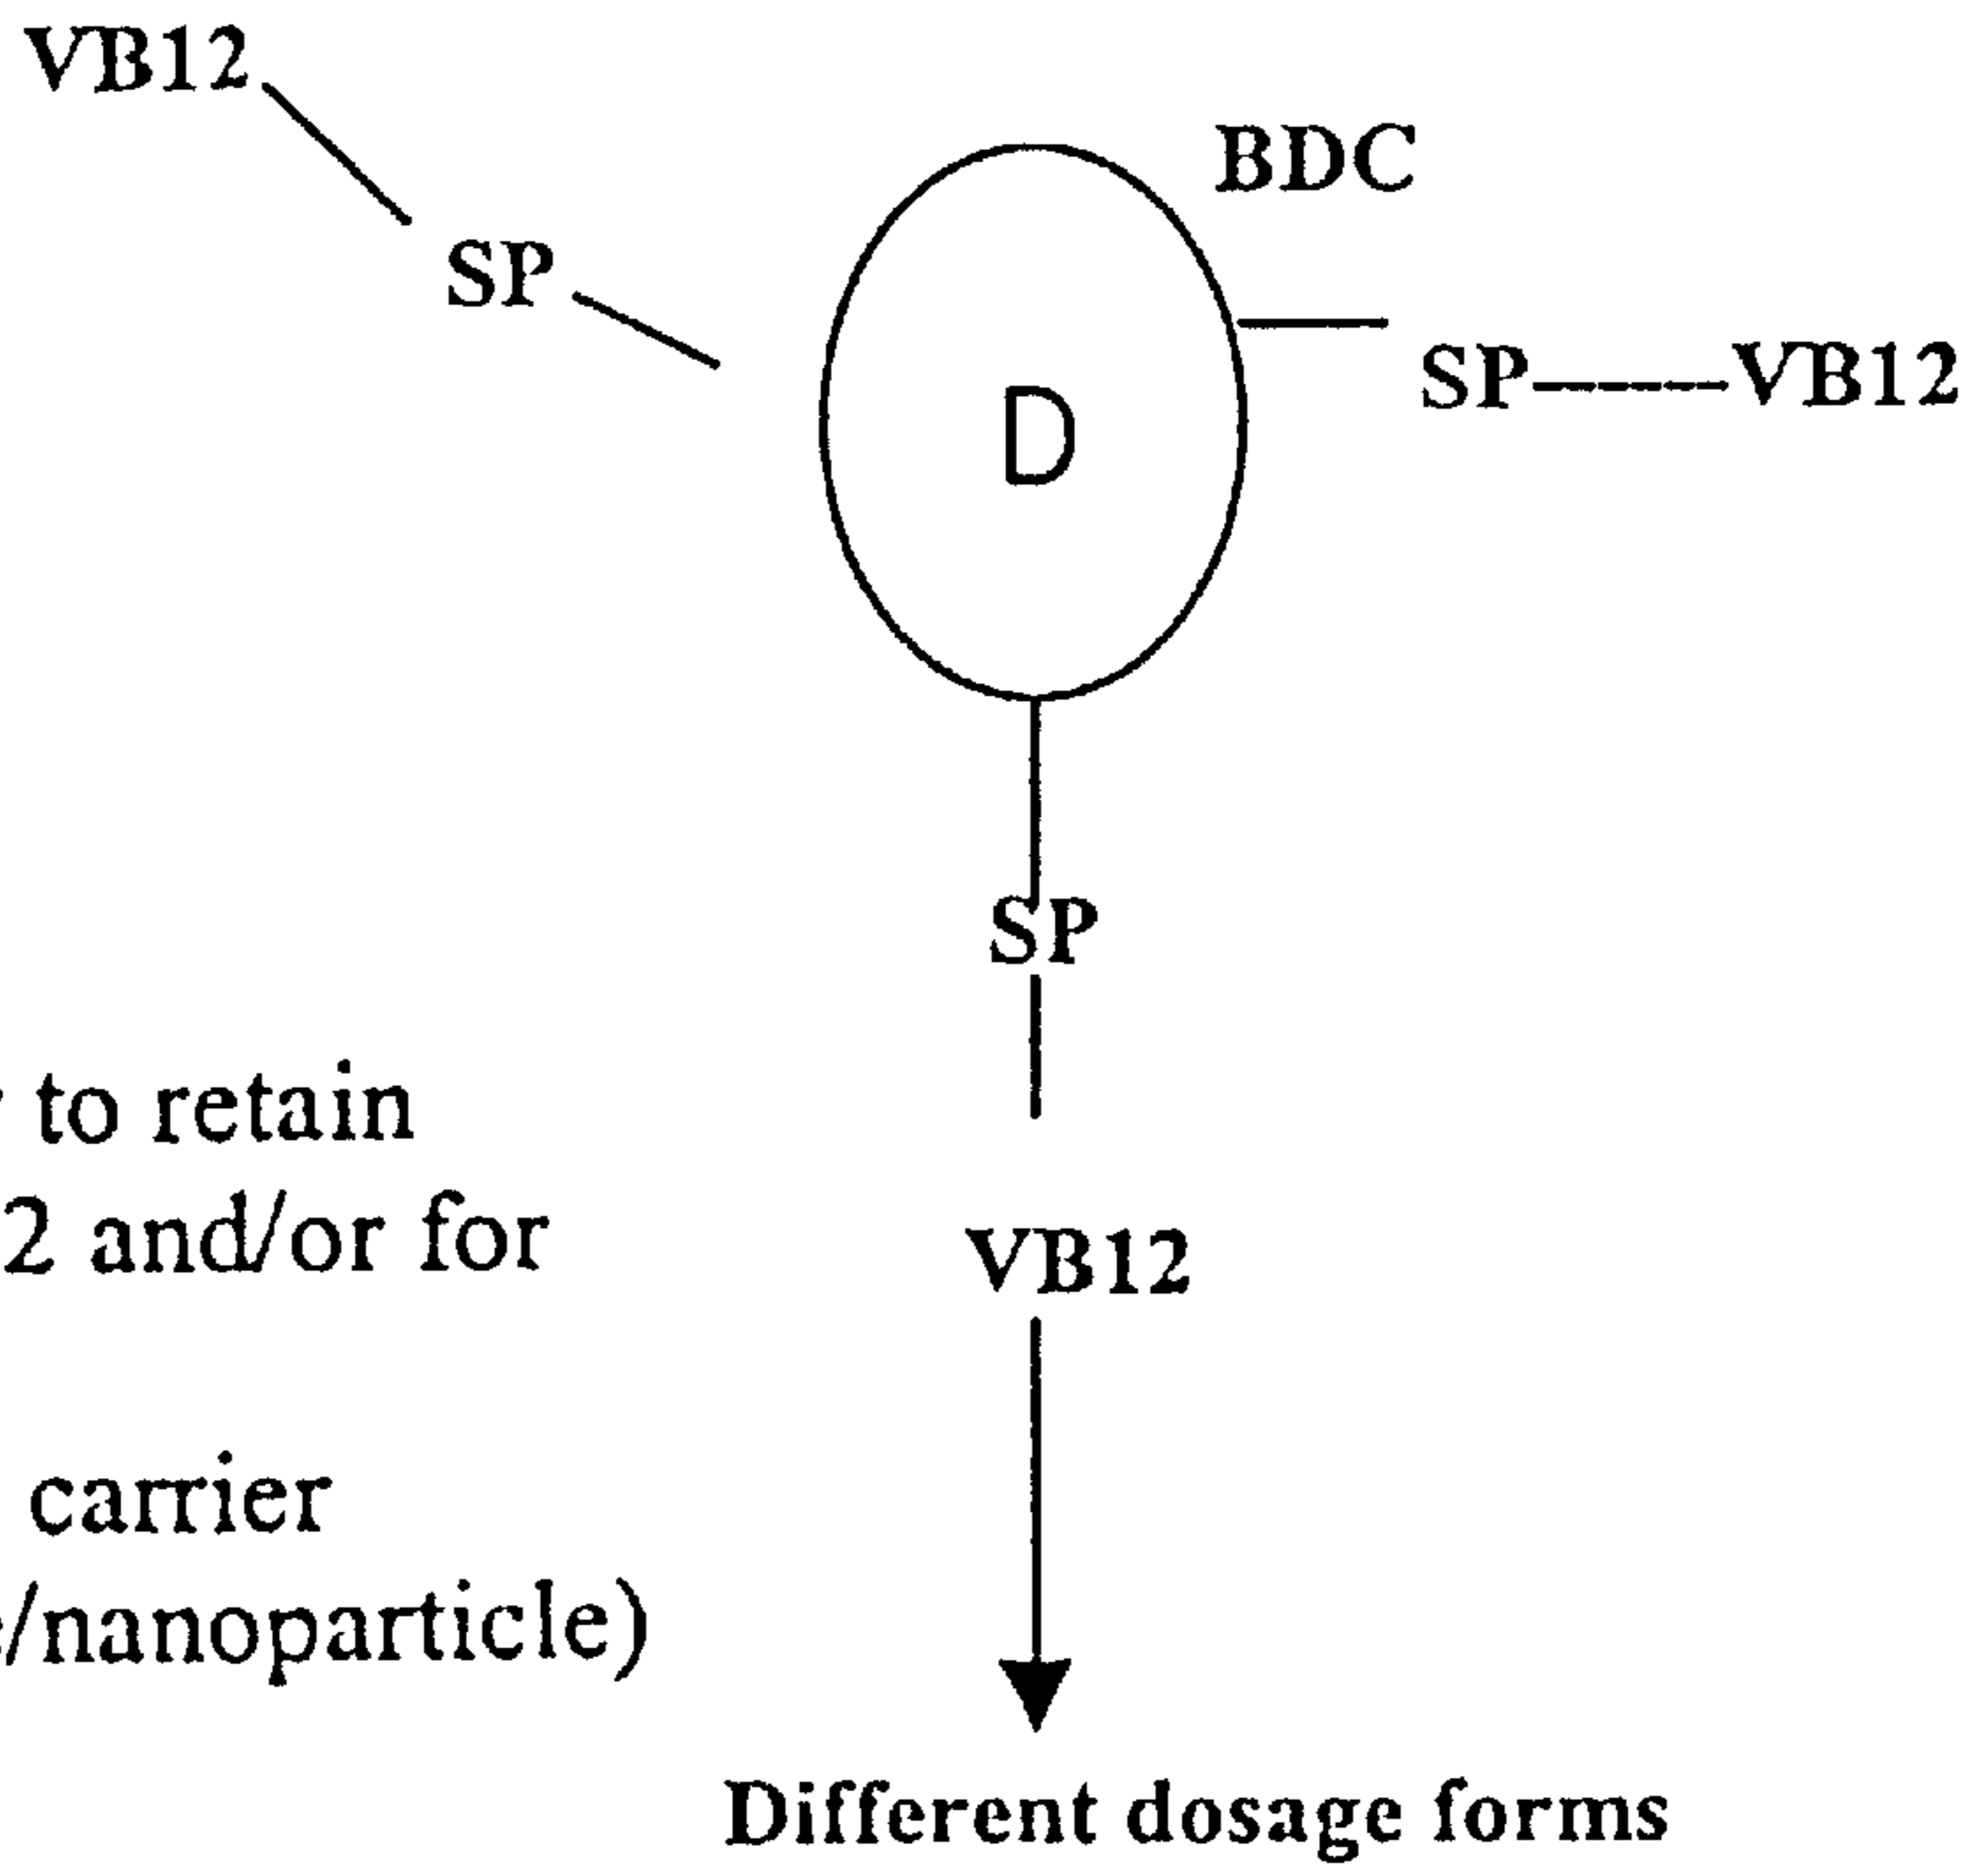 VB12
BDC
SP
SP VB12
D
SP
to retain
2 and/or for
VB12
carrier
/nanoparticle)
Different dosage forms